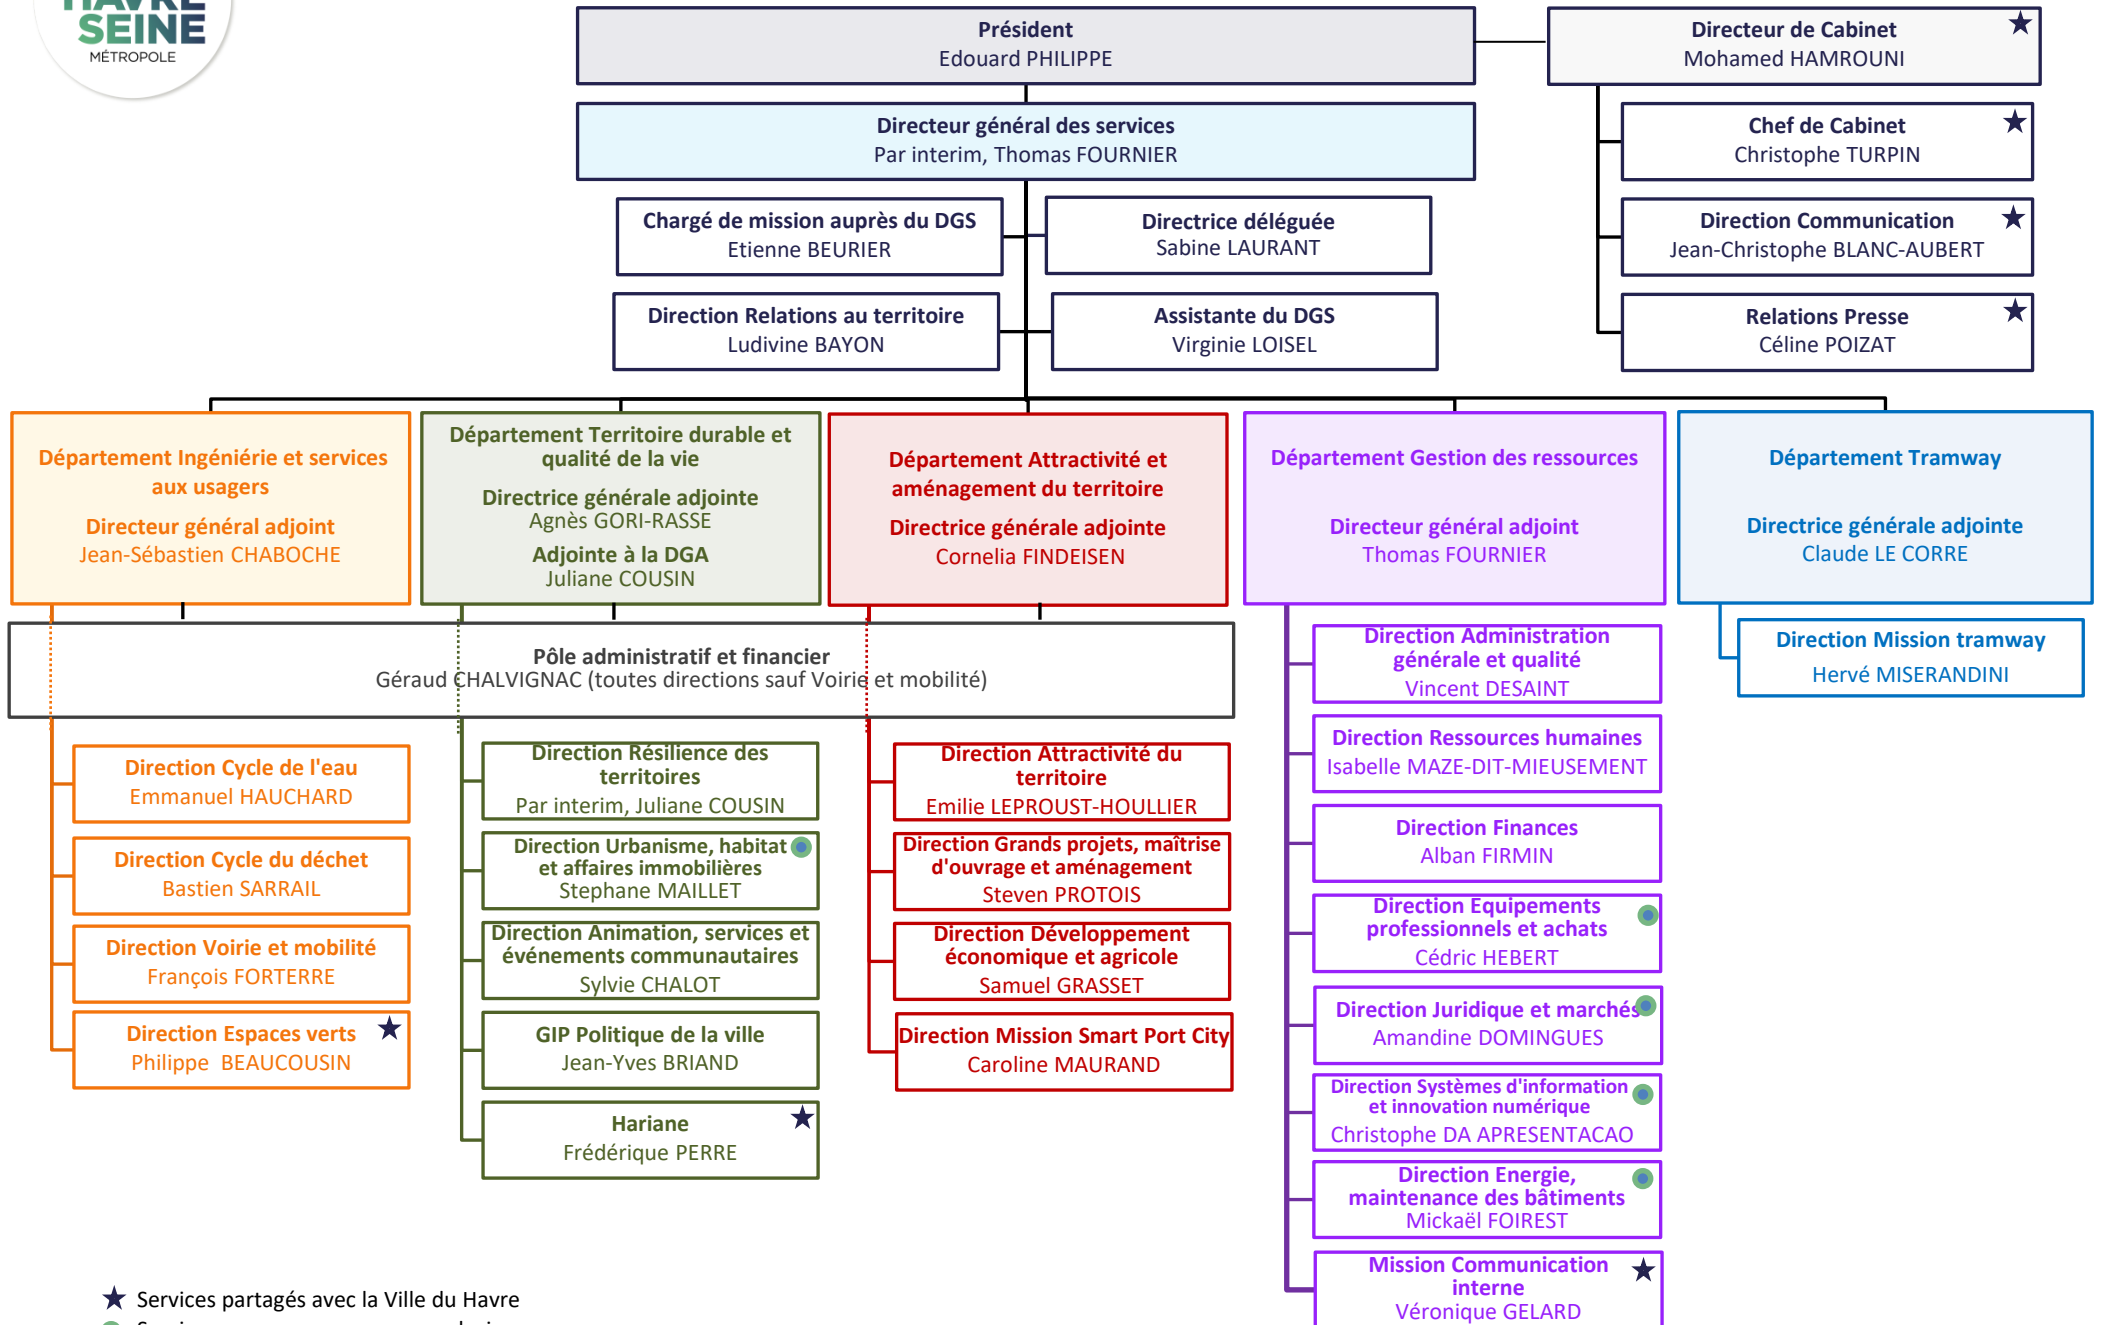 HAVRE
SEINE
MÉTROPOLE
Président
Edouard PHILIPPE
Directeur de Cabinet
Mohamed HAMROUNI
Directeur général des services
Par interim, Thomas FOURNIER
Chef de Cabinet
Christophe TURPIN
Chargé de mission auprès du DGS
Etienne BEURIER
Directrice déléguée
Sabine LAURANT
Direction Communication
Jean-Christophe BLANC-AUBERT
Direction Relations au territoire
Ludivine BAYON
Assistante du DGS
Virginie LOISEL
Relations Presse
Céline POIZAT
Département Ingéniérie et services
aux usagers
Directeur général adjoint
Jean-Sébastien CHABOCHE
Département Territoire durable et
qualité de la vie
Directrice générale adjointe
Agnès GORI-RASSE
Adjointe à la DGA
Juliane COUSIN
Département Attractivité et
aménagement du territoire
Directrice générale adjointe
Cornelia FINDEISEN
Département Gestion des ressources
Directeur général adjoint
Thomas FOURNIER
Département Tramway
Directrice générale adjointe
Claude LE CORRE
Pôle administratif et financier
Géraud CHALVIGNAC (toutes directions sauf Voirie et mobilité)
Direction Cycle de l'eau
Emmanuel HAUCHARD
Direction Cycle du déchet
Bastien SARRAIL
Direction Voirie et mobilité
François FORTERRE
Direction Espaces verts
Philippe  BEAUCOUSIN
Direction Résilience des
territoires
Par interim, Juliane COUSIN
Direction Urbanisme, habitat
et affaires immobilières
Stephane MAILLET
Direction Animation, services et
événements communautaires
Sylvie CHALOT
GIP Politique de la ville
Jean-Yves BRIAND
Hariane
Frédérique PERRE
Direction Attractivité du
territoire
Emilie LEPROUST-HOULLIER
Direction Grands projets, maîtrise
d'ouvrage et aménagement
Steven PROTOIS
Direction Développement
économique et agricole
Samuel GRASSET
Direction Mission Smart Port City
Caroline MAURAND
Direction Administration
générale et qualité
Vincent DESAINT
Direction Ressources humaines
Isabelle MAZE-DIT-MIEUSEMENT
Direction Finances
Alban FIRMIN
Direction Equipements
professionnels et achats
Cédric HEBERT
Direction Juridique et marchés
Amandine DOMINGUES
Direction Systèmes d'information
et innovation numérique
Christophe DA APRESENTACAO
Direction Energie,
maintenance des bâtiments
Mickaël FOIREST
Mission Communication
interne
Véronique GELARD
Direction Mission tramway
Hervé MISERANDINI
Services partagés avec la Ville du Havre